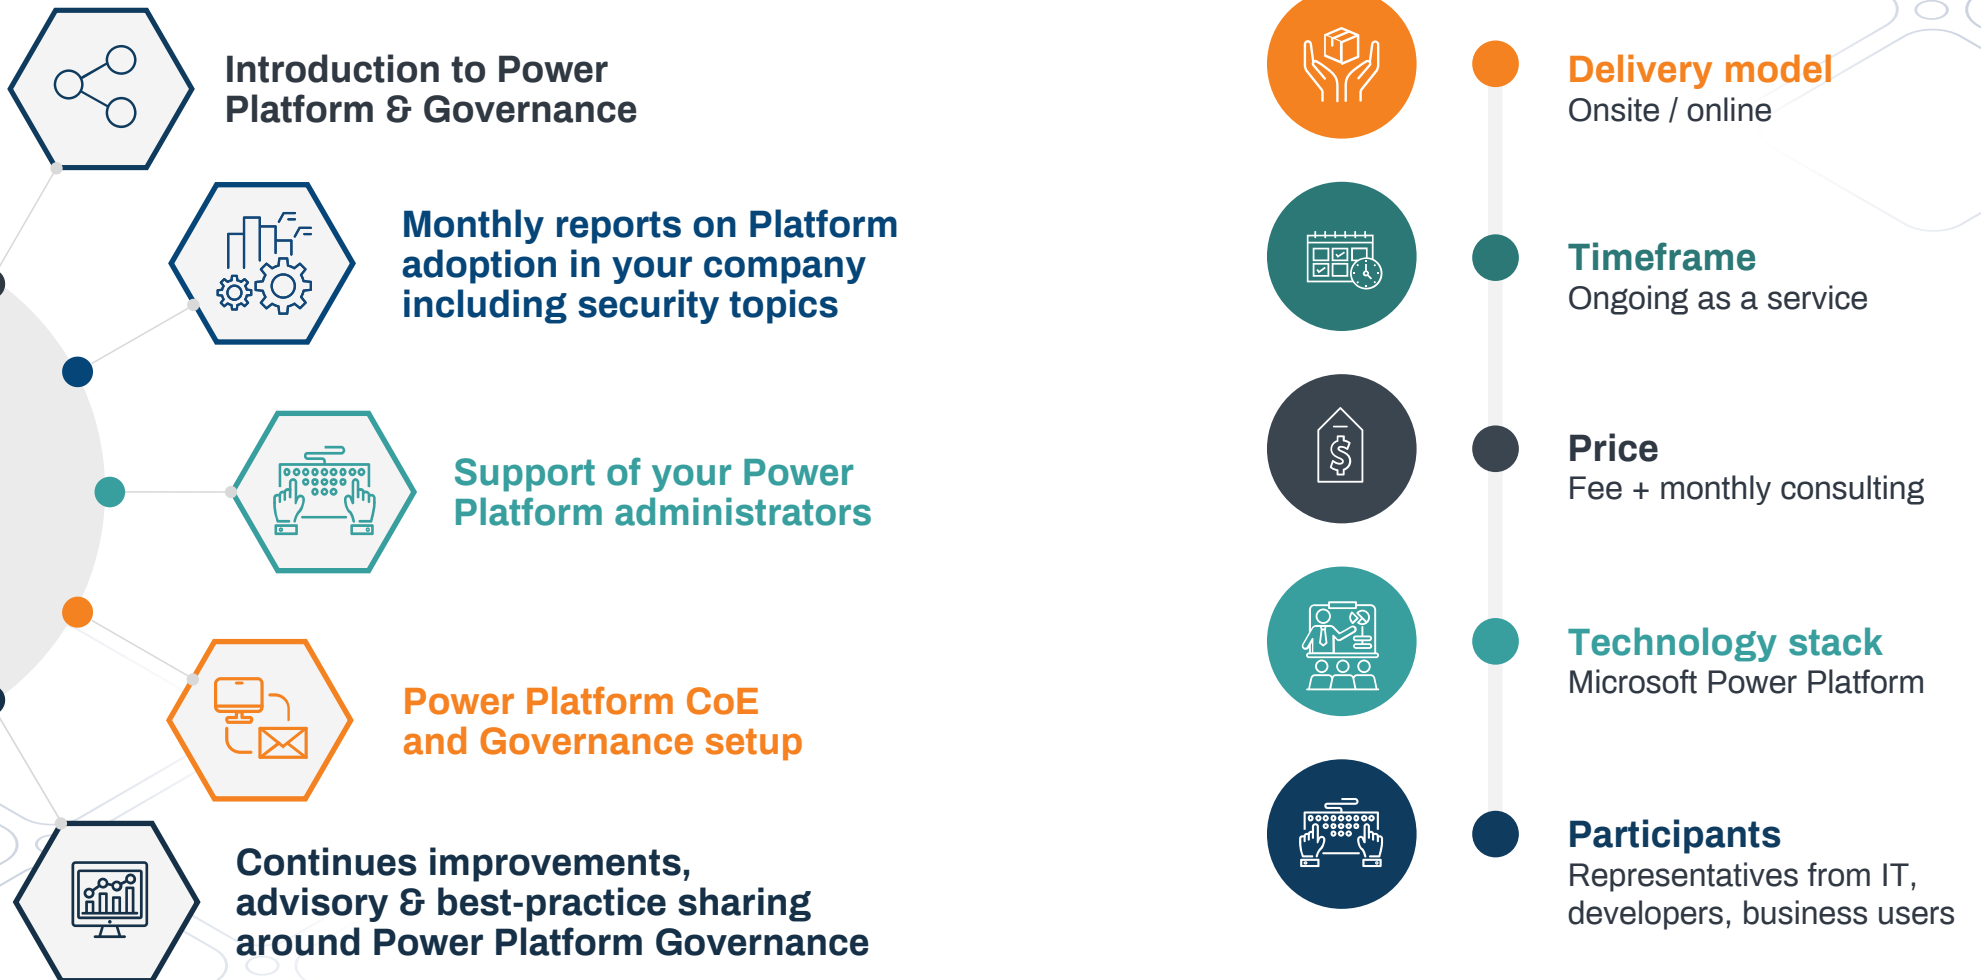 Introduction to Power
Platform & Governance
Monthly reports on Platform
adoption in your company
including security topics
Support of your Power
Platform administrators
Power Platform CoE
and Governance setup
Continues improvements,
advisory & best-practice sharing
around Power Platform Governance
Delivery model
Onsite / online
Timeframe
Ongoing as a service
$
Price
Fee + monthly consulting
Technology stack
Microsoft Power Platform
Participants
Representatives from IT,
developers, business users